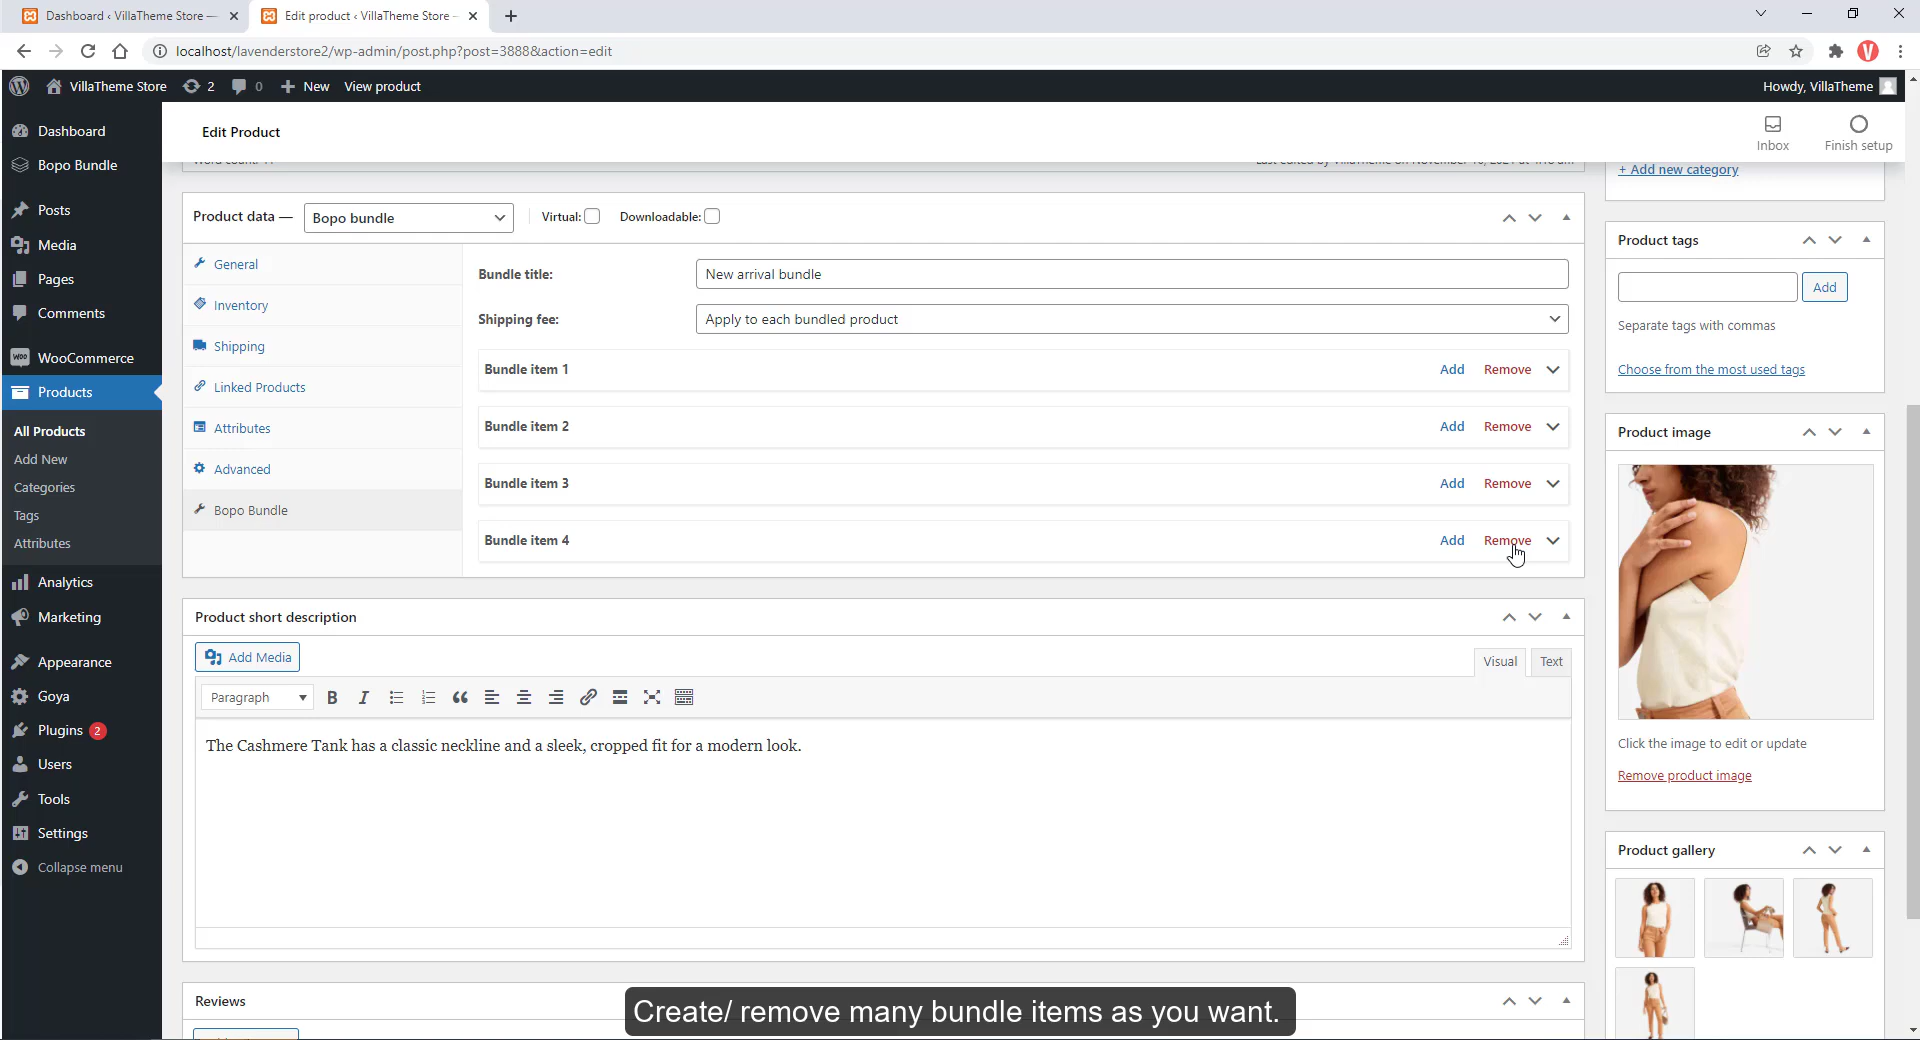 Dashboard ‹ VillaTheme Store —
Edit product ‹ VillaTheme Store –
localhost/lavenderstore2/wp-admin/post.php?post=3888&action=edit
VillaTheme Store
2
0
New
View product
Howdy, VillaTheme
Edit Product
Inbox
Finish setup
Dashboard
Bopo Bundle
Posts
Media
Pages
Comments
WooCommerce
Products
All Products
Add New
Categories
Tags
Attributes
Analytics
Marketing
Appearance
Goya
Plugins 2
Users
Tools
Settings
Collapse menu
Product data —
Bopo bundle
Virtual:
Downloadable:
General
Inventory
Shipping
Linked Products
Attributes
Advanced
Bopo Bundle
Bundle title:
New arrival bundle
Shipping fee:
Apply to each bundled product
Bundle item 1
Add
Remove
Bundle item 2
Add
Remove
Bundle item 3
Add
Remove
Bundle item 4
Add
Remove
Product short description
Add Media
Visual
Text
Paragraph
The Cashmere Tank has a classic neckline and a sleek, cropped fit for a modern look.
Reviews
Create/ remove many bundle items as you want.
+ Add new category
Product tags
Add
Separate tags with commas
Choose from the most used tags
Product image
Click the image to edit or update
Remove product image
Product gallery